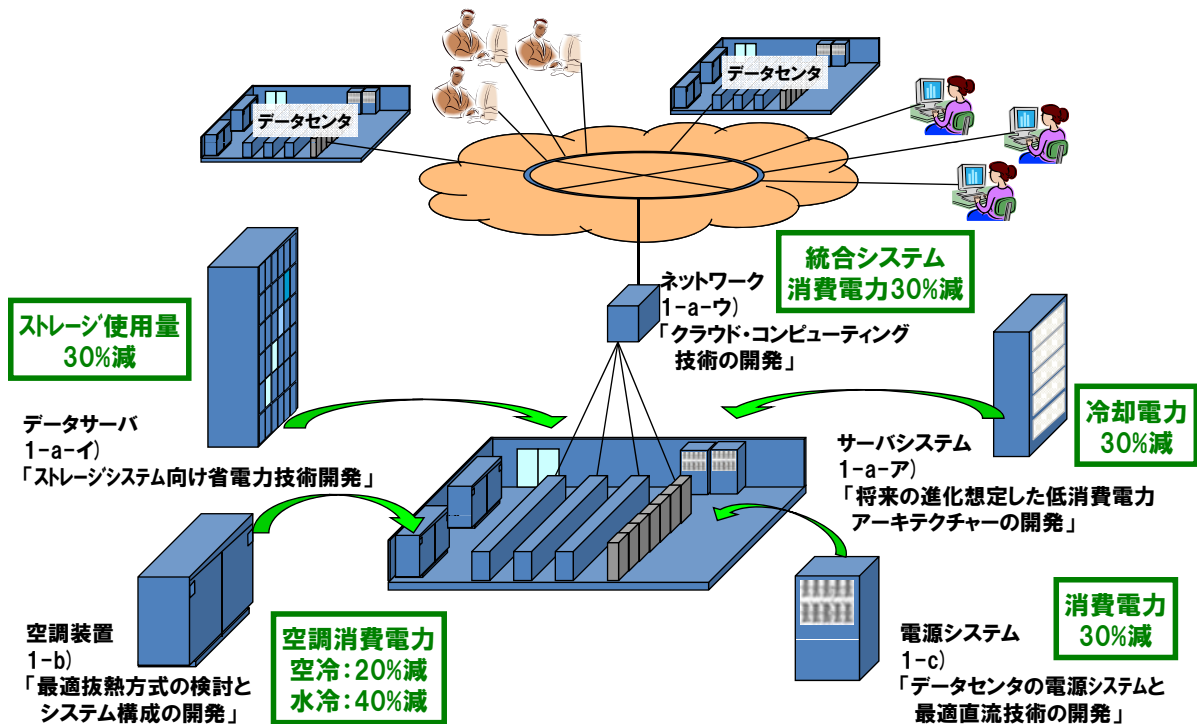 データセンタ
データセンタ
統合システム
消費電力30%減
ネットワーク
1-a-ウ)
「クラウド・コンピューティング
技術の開発」
ストレージ使用量
30%減
データサーバ
1-a-イ)
「ストレージシステム向け省電力技術開発」
冷却電力
30%減
サーバシステム
1-a-ア)
「将来の進化想定した低消費電力
アーキテクチャーの開発」
空調装置
1-b)
「最適抜熱方式の検討と
システム構成の開発」
空調消費電力
空冷:20%減
水冷:40%減
電源システム
1-c)
「データセンタの電源システムと
最適直流技術の開発」
消費電力
30%減